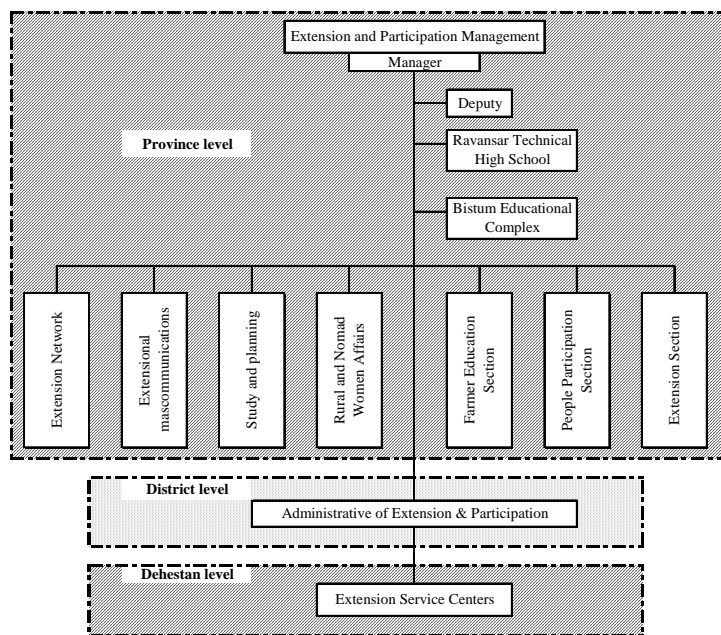 Extension and Participation Management
Manager
Deputy
Ravansar Technical
High School
Province level
Bistum Educational
Complex
Extension Network
Extensional
mascommunications
Study and planning
Rural and Nomad
Women Affairs
Farmer Education
Section
People Participation
Section
Extension Section
District level
Administrative of Extension & Participation
Dehestan level
Extension Service Centers